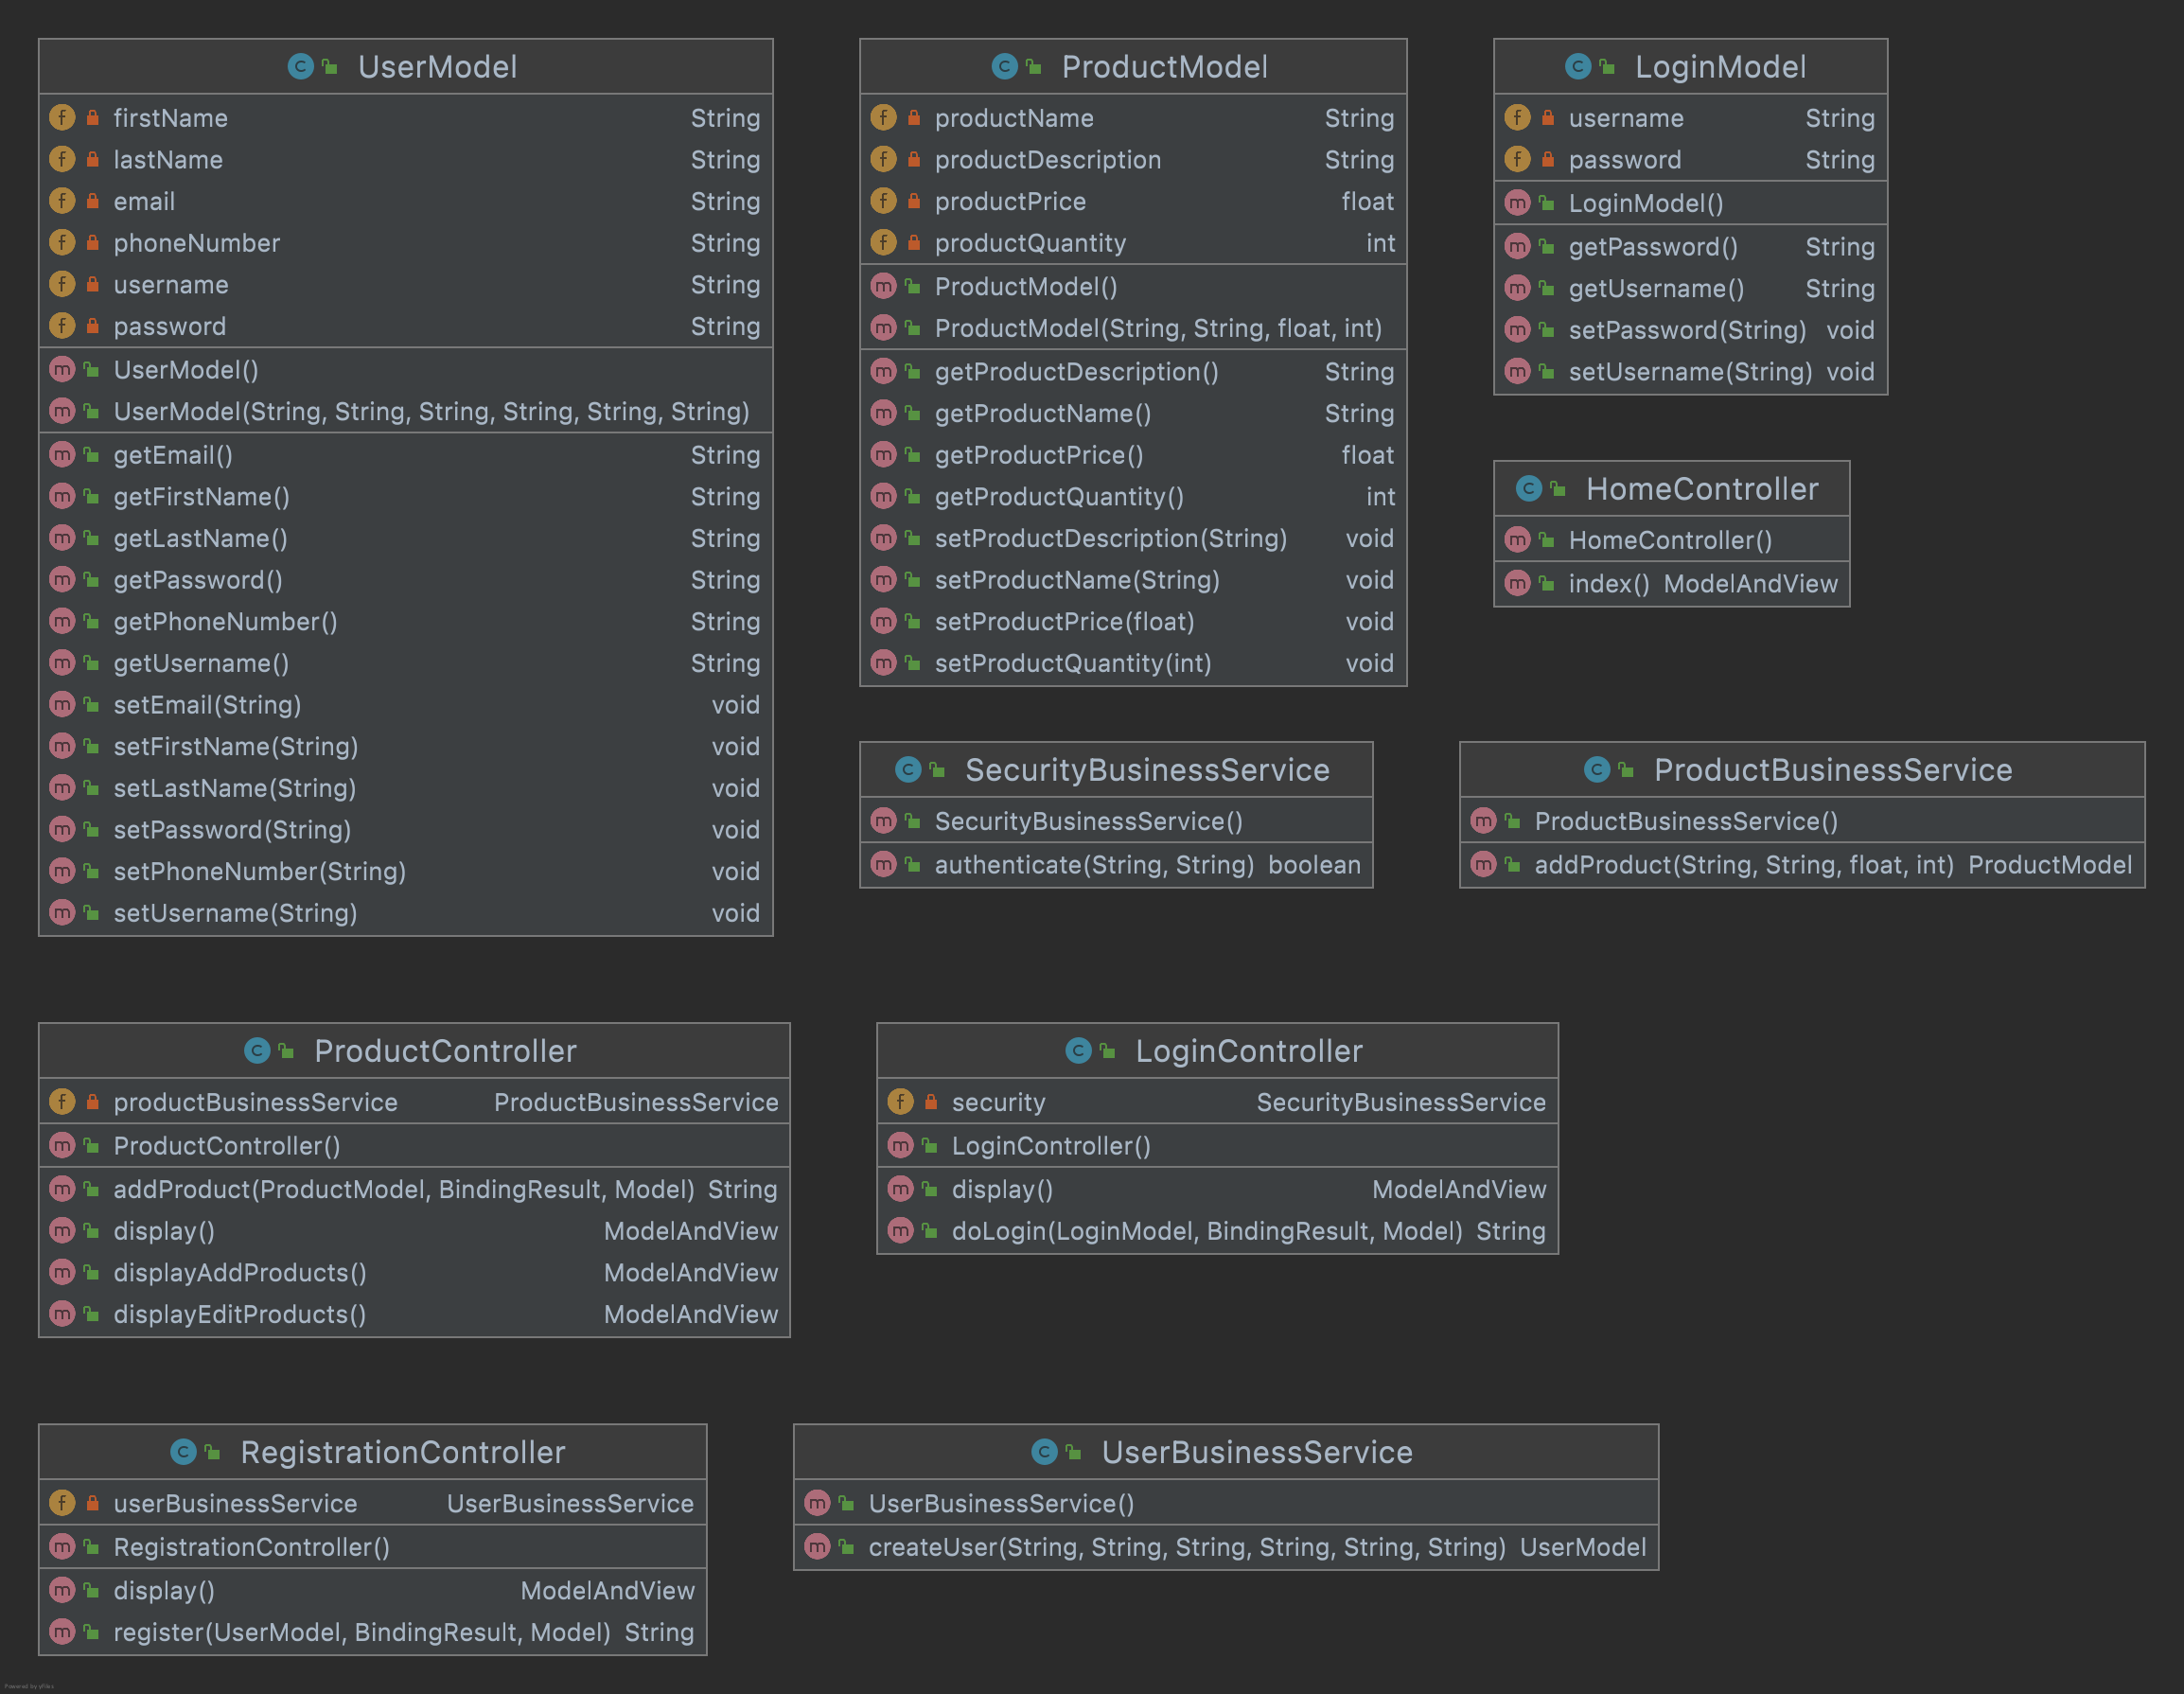 UserModel
firstName String
lastName String
email String
phoneNumber String
username String
password String
UserModel()
UserModel(String, String, String, String, String, String)
getEmail() String
getFirstName() String
getLastName() String
getPassword() String
getPhoneNumber() String
getUsername() String
setEmail(String) void
setFirstName(String) void
setLastName(String) void
setPassword(String) void
setPhoneNumber(String) void
setUsername(String) void
ProductModel
productName String
productDescription String
productPrice float
productQuantity int
ProductModel()
ProductModel(String, String, float, int)
getProductDescription() String
getProductName() String
getProductPrice() float
getProductQuantity() int
setProductDescription(String) void
setProductName(String) void
setProductPrice(float) void
setProductQuantity(int) void
LoginModel
username String
password String
LoginModel()
getPassword() String
getUsername() String
setPassword(String) void
setUsername(String) void
HomeController
HomeController()
index() ModelAndView
SecurityBusinessService
SecurityBusinessService()
authenticate(String, String) boolean
ProductBusinessService
ProductBusinessService()
addProduct(String, String, float, int) ProductModel
ProductController
productBusinessService ProductBusinessService
ProductController()
addProduct(ProductModel, BindingResult, Model) String
display() ModelAndView
displayAddProducts() ModelAndView
displayEditProducts() ModelAndView
LoginController
security SecurityBusinessService
LoginController()
display() ModelAndView
doLogin(LoginModel, BindingResult, Model) String
RegistrationController
userBusinessService UserBusinessService
RegistrationController()
display() ModelAndView
register(UserModel, BindingResult, Model) String
UserBusinessService
UserBusinessService()
createUser(String, String, String, String, String, String) UserModel
Powered by yFiles